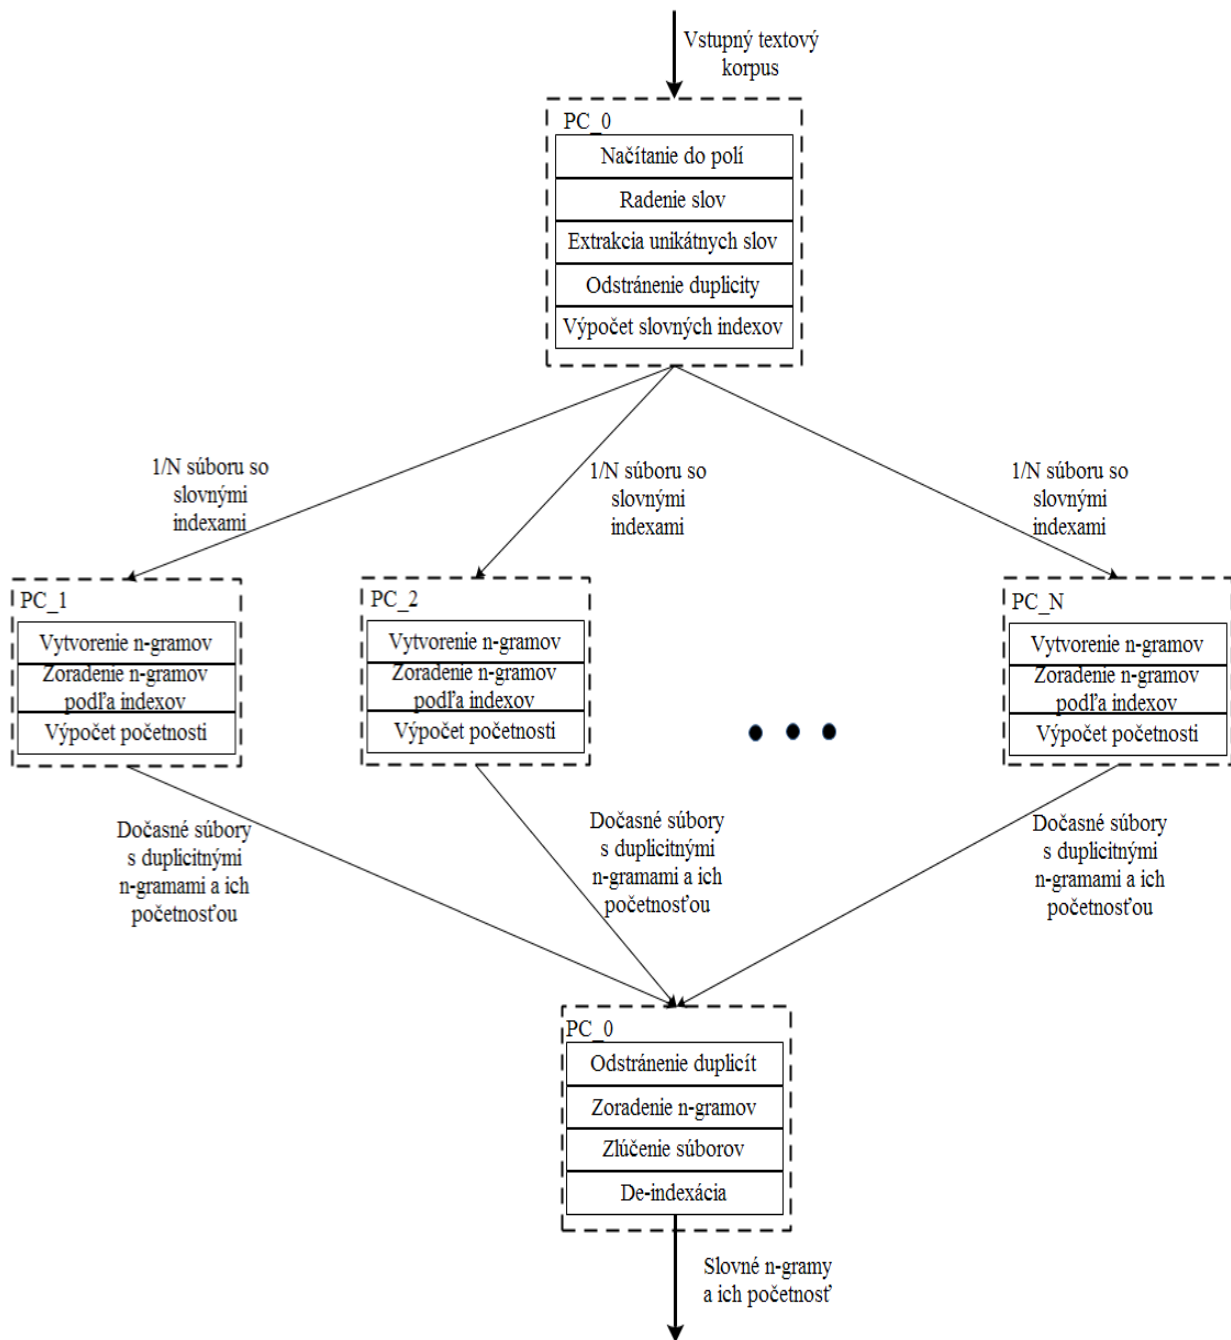 Vstupný textový
korpus
PC_0
Načítanie do polí
Radenie slov
Extrakcia unikátnych slov
Odstránenie duplicity
Výpočet slovných indexov
1/N súboru so
slovnými
indexami
1/N súboru so
slovnými
indexami
1/N súboru so
slovnými
indexami
PC_1
Vytvorenie n-gramov
Zoradenie n-gramov
podľa indexov
Výpočet početnosti
PC_2
Vytvorenie n-gramov
Zoradenie n-gramov
podľa indexov
Výpočet početnosti
PC_N
Vytvorenie n-gramov
Zoradenie n-gramov
podľa indexov
Výpočet početnosti
Dočasné súbory
s duplicitnými
n-gramami a ich
početnosťou
Dočasné súbory
s duplicitnými
n-gramami a ich
početnosťou
Dočasné súbory
s duplicitnými
n-gramami a ich
početnosťou
PC_0
Odstránenie duplicít
Zoradenie n-gramov
Zlúčenie súborov
De-indexácia
Slovné n-gramy
a ich početnosť